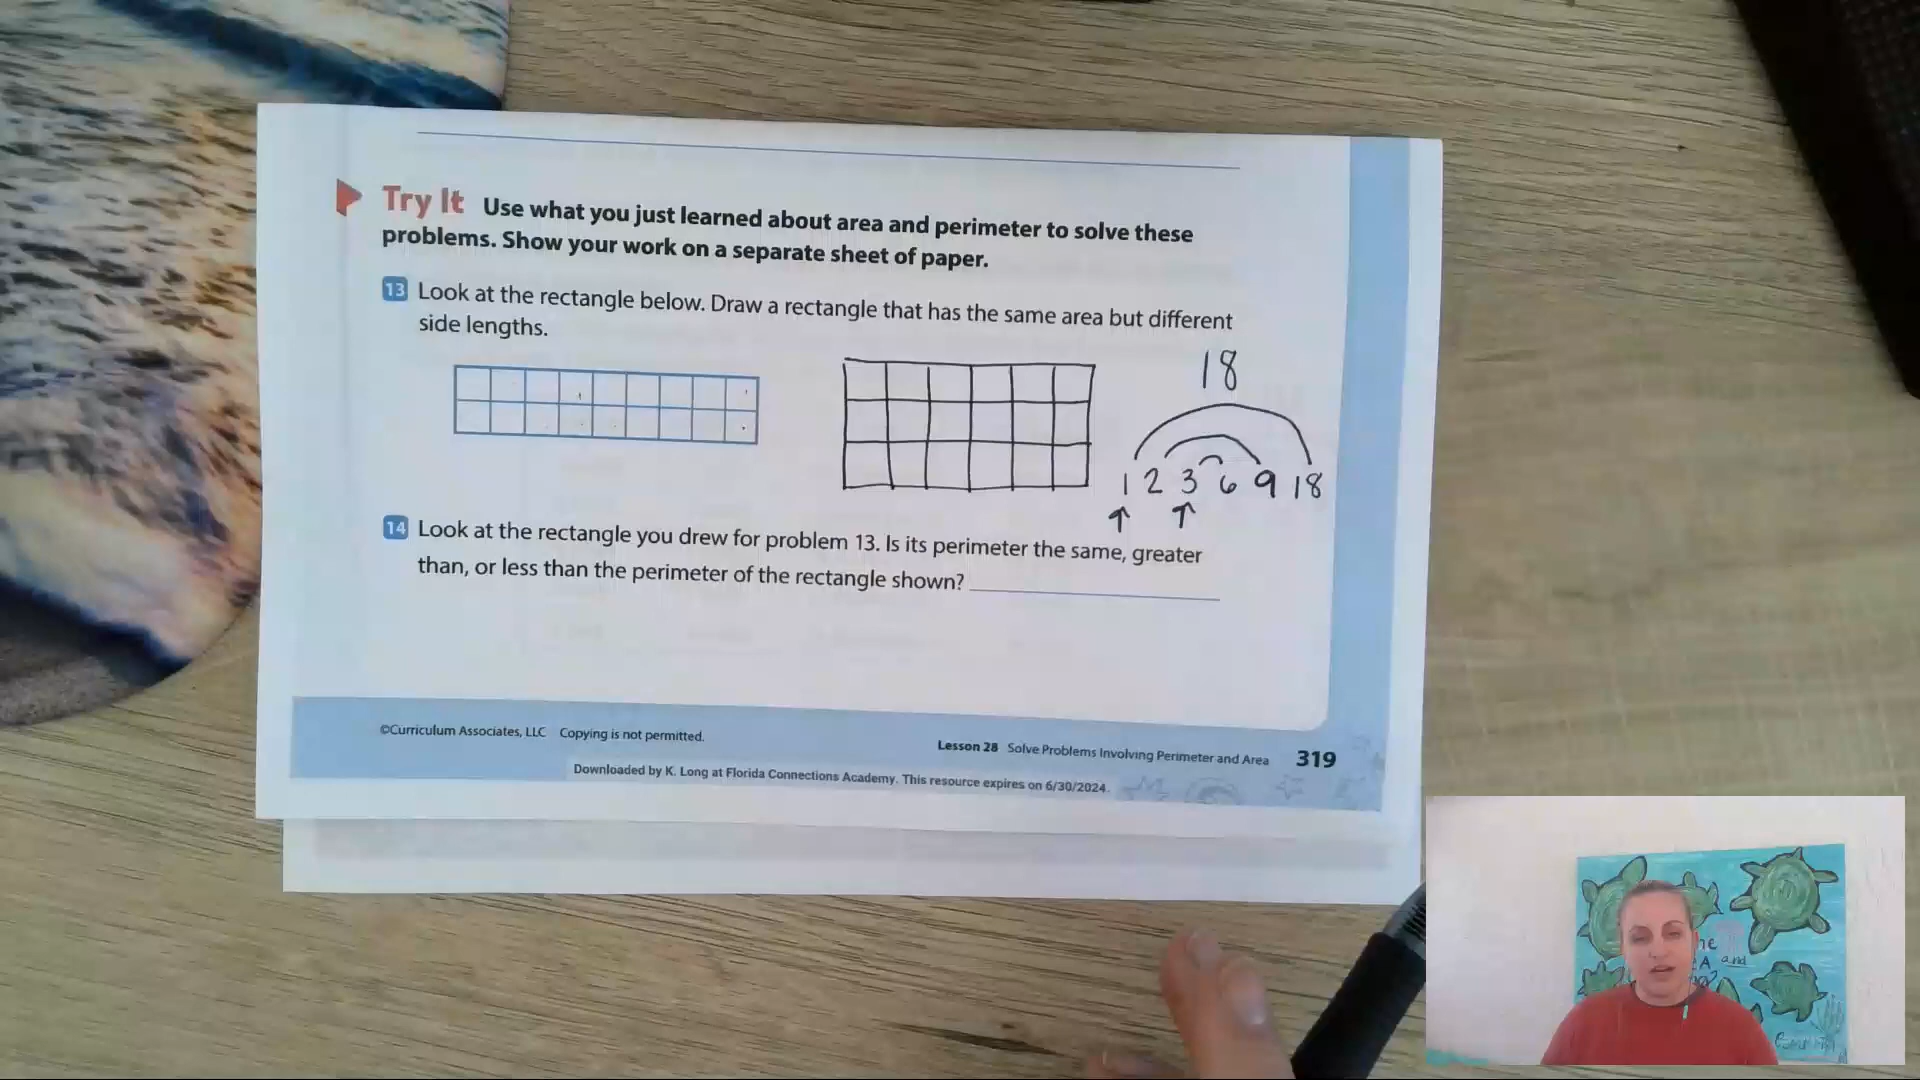 Try It Use what you just learned about area and perimeter to solve these
problems. Show your work on a separate sheet of paper.
13 Look at the rectangle below. Draw a rectangle that has the same area but different
side lengths.
18
1 2 3 6 9 18
14 Look at the rectangle you drew for problem 13. Is its perimeter the same, greater
than, or less than the perimeter of the rectangle shown?
©Curriculum Associates, LLC Copying is not permitted.
Lesson 28 Solve Problems Involving Perimeter and Area 319
Downloaded by K. Long at Florida Connections Academy. This resource expires on 6/30/2024.
and